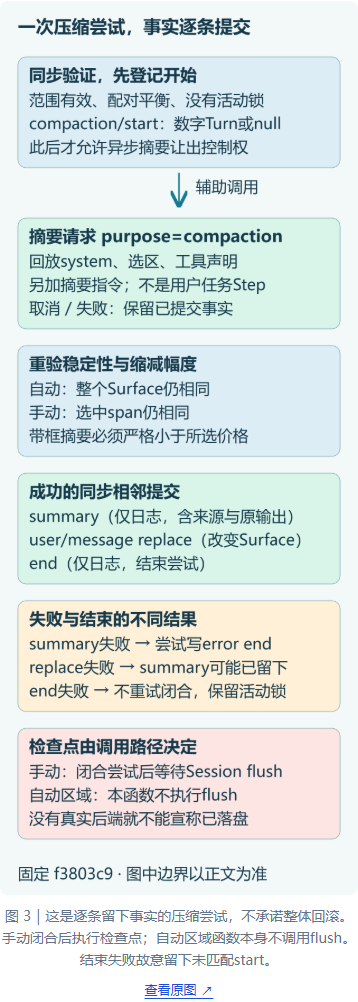 一次压缩尝试，事实逐条提交
同步验证，先登记开始
范围有效、配对平衡、没有活动锁
compaction/start：数字Turn或null
此后才允许异步摘要让出控制权
辅助调用
摘要请求 purpose=compaction
回放system、选区、工具声明
另加摘要指令；不是用户任务Step
取消 / 失败：保留已提交事实
重验稳定性与缩减幅度
自动：整个Surface仍相同
手动：选中span仍相同
带框摘要必须严格小于所选价格
成功的同步相邻提交
summary（仅日志，含来源与原输出）
user/message replace（改变Surface）
end（仅日志，结束尝试）
失败与结束的不同结果
summary失败 → 尝试写error end
replace失败 → summary可能已留下
end失败 → 不重试闭合，保留活动锁
检查点由调用路径决定
手动：闭合尝试后等待Session flush
自动区域：本函数不执行flush
没有真实后端就不能宣称已落盘
固定 f3803c9 · 图中边界以正文为准
图 3｜这是逐条留下事实的压缩尝试，不承诺整体回滚。
手动闭合后执行检查点；自动区域函数本身不调用flush。
结束失败故意留下未匹配start。
查看原图 ↗